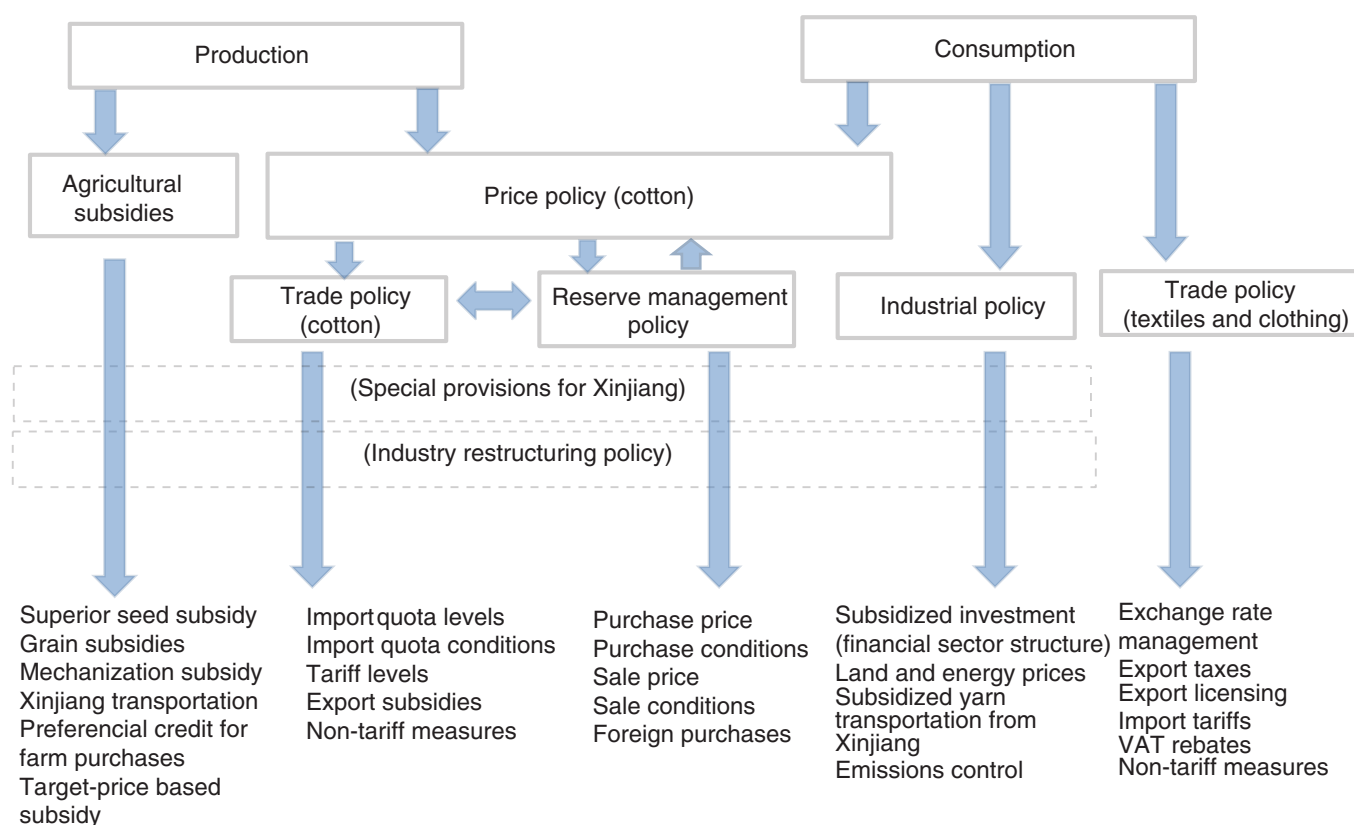 Production
Consumption
Agricultural
subsidies
Price policy (cotton)
Trade policy
(cotton)
Reserve management
policy
Industrial policy
Trade policy
(textiles and clothing)
(Special provisions for Xinjiang)
(Industry restructuring policy)
Superior seed subsidy
Grain subsidies
Mechanization subsidy
Xinjiang transportation
Preferencial credit for
farm purchases
Target-price based
subsidy
Import quota levels
Import quota conditions
Tariff levels
Export subsidies
Non-tariff measures
Purchase price
Purchase conditions
Sale price
Sale conditions
Foreign purchases
Subsidized investment
(financial sector structure)
Land and energy prices
Subsidized yarn
transportation from
Xinjiang
Emissions control
Exchange rate
management
Export taxes
Export licensing
Import tariffs
VAT rebates
Non-tariff measures